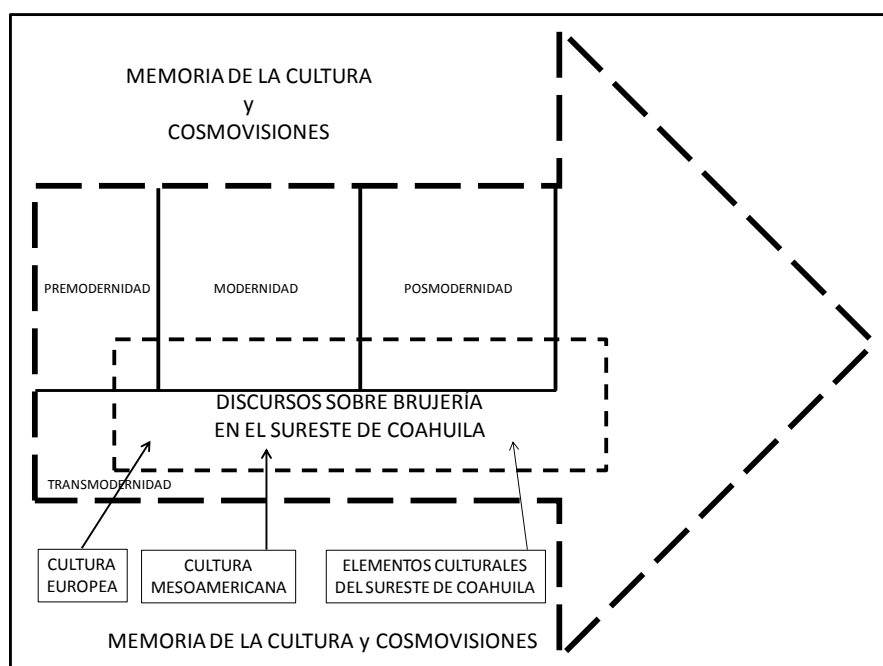 MEMORIA DE LA CULTURA
y
COSMOVISIONES
PREMODERNIDAD
MODERNIDAD
POSMODERNIDAD
DISCURSOS SOBRE BRUJERÍA
EN EL SURESTE DE COAHUILA
TRANSMODERNIDAD
CULTURA
EUROPEA
CULTURA
MESOAMERICANA
ELEMENTOS CULTURALES
DEL SURESTE DE COAHUILA
MEMORIA DE LA CULTURA y COSMOVISIONES